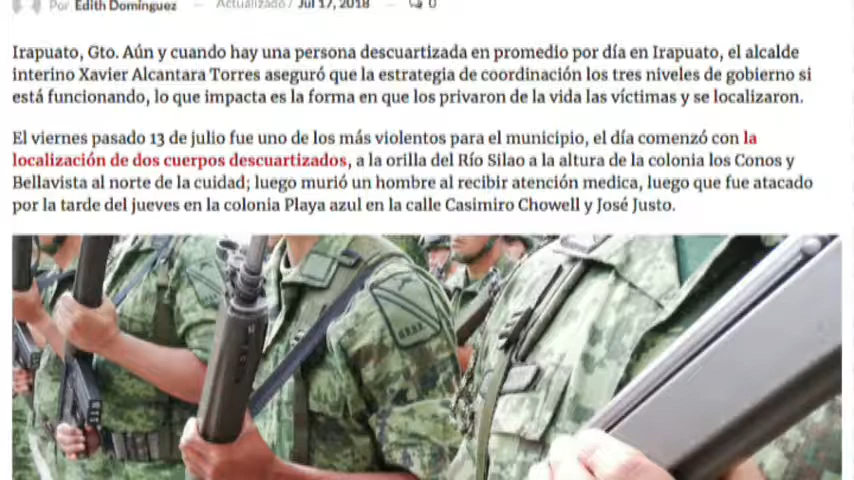 Por Edith Domínguez — Actualizado / Jul 17, 2018 — 0
Irapuato, Gto. Aún y cuando hay una persona descuartizada en promedio por día en Irapuato, el alcalde
interino Xavier Alcantara Torres aseguró que la estrategia de coordinación los tres niveles de gobierno si
está funcionando, lo que impacta es la forma en que los privaron de la vida las víctimas y se localizaron.
El viernes pasado 13 de julio fue uno de los más violentos para el municipio, el día comenzó con la
localización de dos cuerpos descuartizados, a la orilla del Río Silao a la altura de la colonia los Conos y
Bellavista al norte de la cuidad; luego murió un hombre al recibir atención medica, luego que fue atacado
por la tarde del jueves en la colonia Playa azul en la calle Casimiro Chowell y José Justo.